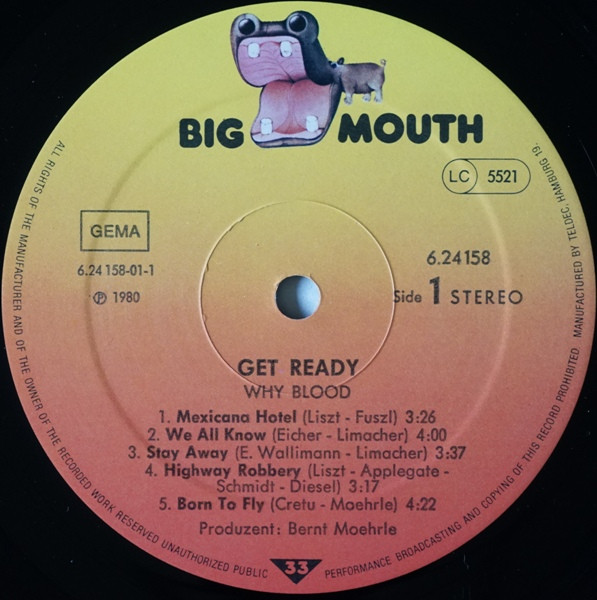 BIG MOUTH
LC 5521
GEMA
6.24 158-01-1
Ⓟ 1980
6.24158
Side 1 STEREO
GET READY
WHY BLOOD
1. Mexicana Hotel (Liszt - Fuszl) 3:26
2. We All Know (Eicher - Limacher) 4:00
3. Stay Away (E. Wallimann - Limacher) 3:37
4. Highway Robbery (Liszt - Applegate -
Schmidt - Diesel) 3:17
5. Born To Fly (Cretu - Moehrle) 4:22
Produzent: Bernt Moehrle
33
ALL RIGHTS OF THE MANUFACTURER AND OF THE OWNER OF THE RECORDED WORK RESERVED UNAUTHORIZED PUBLIC PERFORMANCE BROADCASTING AND COPYING OF THIS RECORD PROHIBITED MANUFACTURED BY TELDEC, HAMBURG 19.